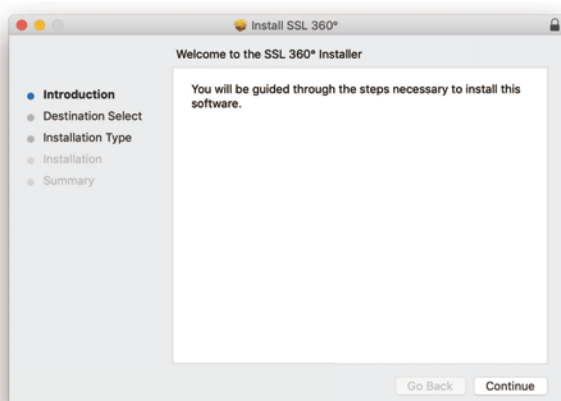 Install SSL 360°
Welcome to the SSL 360° Installer
Introduction
Destination Select
Installation Type
Installation
Summary
You will be guided through the steps necessary to install this
software.
Go Back
Continue